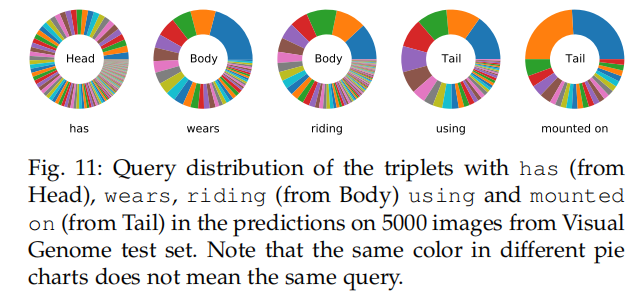 Head
Body
Body
Tail
Tail
has
wears
riding
using
mounted on
Fig. 11: Query distribution of the triplets with has (from
Head), wears, riding (from Body) using and mounted
on (from Tail) in the predictions on 5000 images from Visual
Genome test set. Note that the same color in different pie
charts does not mean the same query.